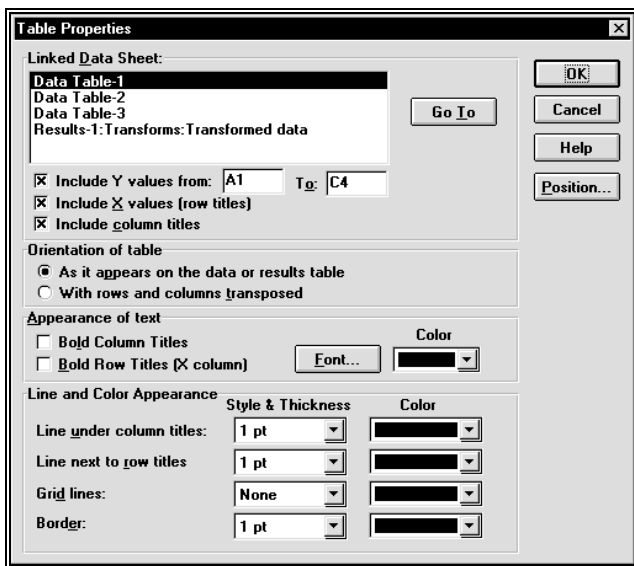 Table Properties
Linked Data Sheet:
Data Table-1
Data Table-2
Data Table-3
Results-1:Transforms:Transformed data
Go To
OK
Cancel
Help
Position...
Include Y values from: A1 To: C4
Include X values (row titles)
Include column titles
Orientation of table
As it appears on the data or results table
With rows and columns transposed
Appearance of text
Bold Column Titles
Bold Row Titles (X column)
Font...
Color
Line and Color Appearance
Style & Thickness Color
Line under column titles: 1 pt
Line next to row titles 1 pt
Grid lines: None
Border: 1 pt